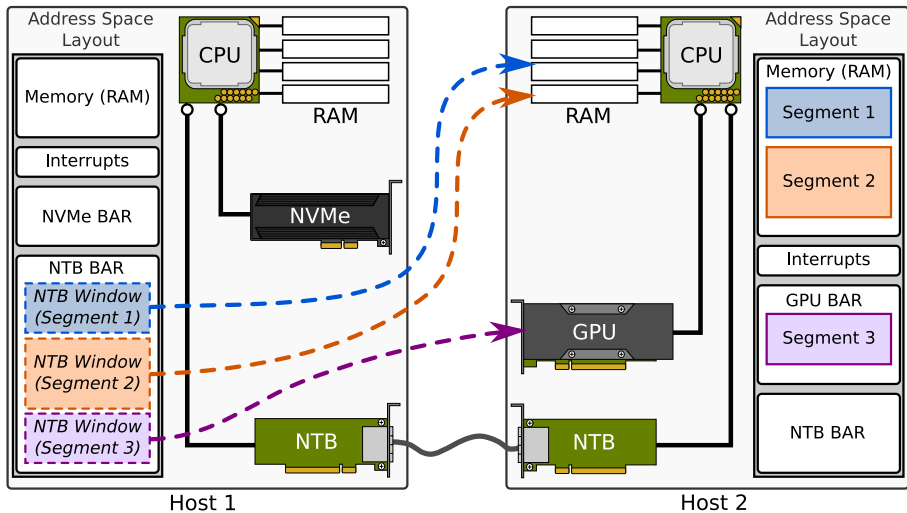 Address Space
Layout
Memory (RAM)
Interrupts
NVMe BAR
NTB BAR
NTB Window
(Segment 1)
NTB Window
(Segment 2)
NTB Window
(Segment 3)
CPU
RAM
NVMe
NTB
Host 1
CPU
RAM
GPU
NTB
Address Space
Layout
Memory (RAM)
Segment 1
Segment 2
Interrupts
GPU BAR
Segment 3
NTB BAR
Host 2